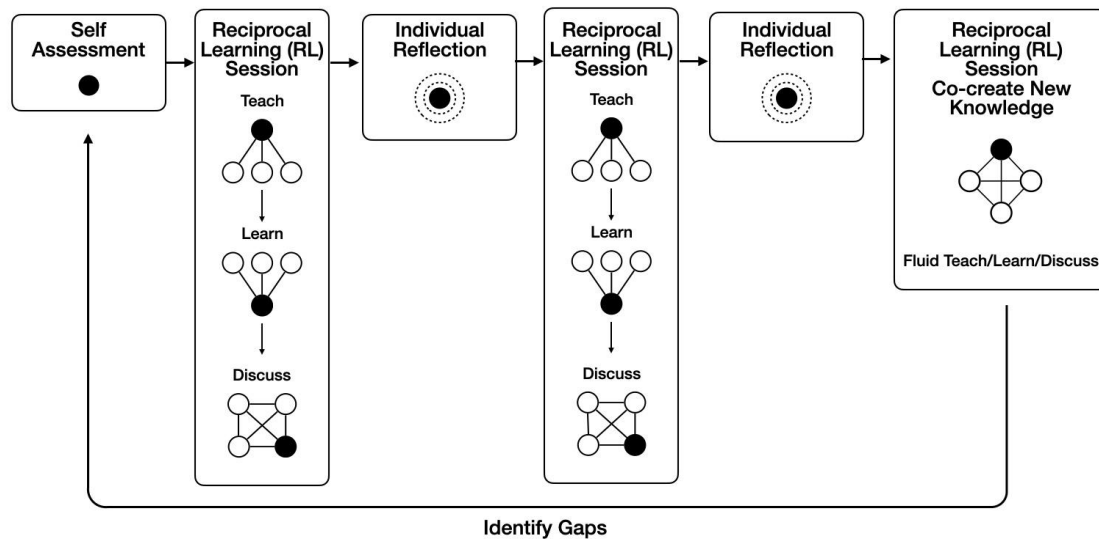 Self
Assessment
Reciprocal
Learning (RL)
Session
Teach
Learn
Discuss
Individual
Reflection
Reciprocal
Learning (RL)
Session
Teach
Learn
Discuss
Individual
Reflection
Reciprocal
Learning (RL)
Session
Co-create New
Knowledge
Fluid Teach/Learn/Discuss
Identify Gaps